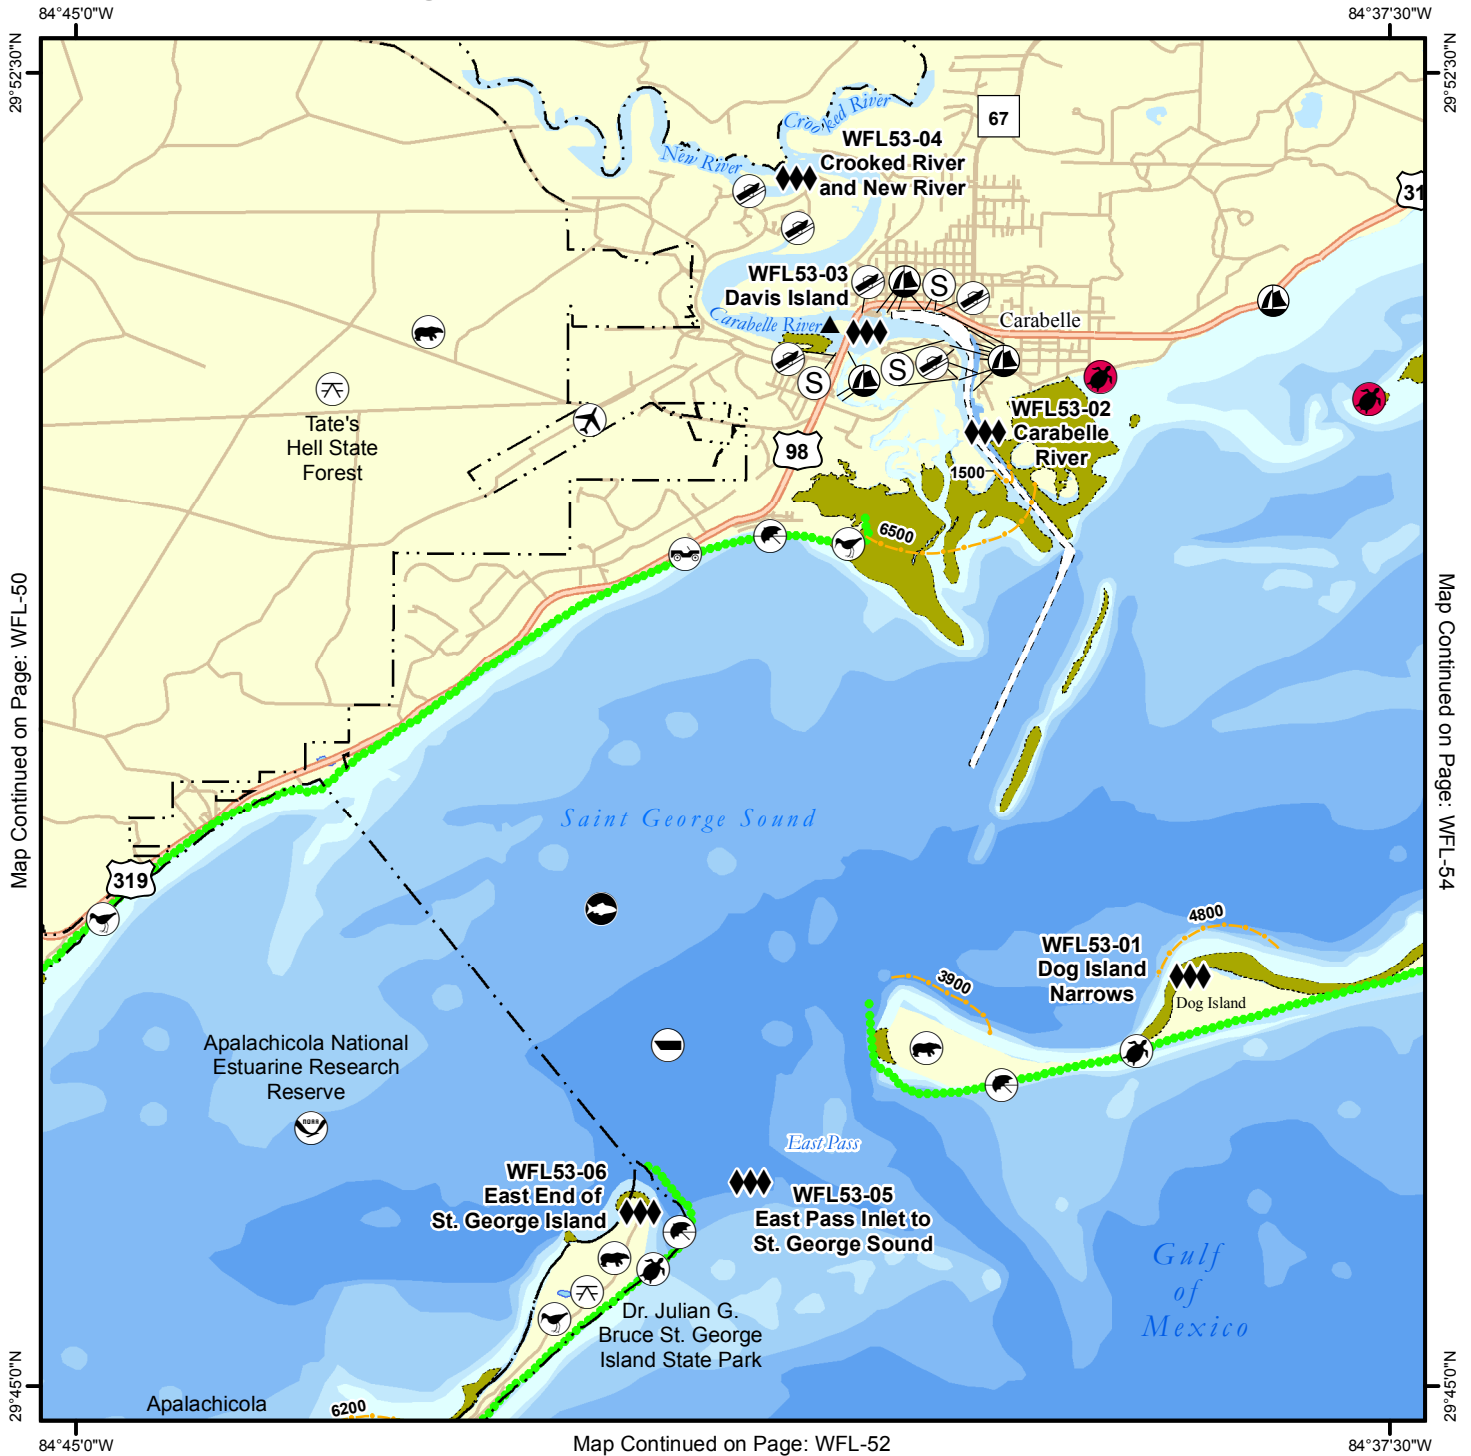 84°45'0"W
84°37'30"W
29°52'30"N
29°52'30"N
Crooked River
67
WFL53-04
Crooked River
and New River
New River
31
WFL53-03
Davis Island
S
Carabelle River
Carabelle
S
S
WFL53-02
Carabelle
River
Tate's
Hell State
Forest
98
1500
6500
Map Continued on Page: WFL-50
Map Continued on Page: WFL-54
Saint George Sound
319
4800
WFL53-01
Dog Island
Narrows
3900
Dog Island
Apalachicola National
Estuarine Research
Reserve
NOAA
East Pass
WFL53-06
East End of
St. George Island
WFL53-05
East Pass Inlet to
St. George Sound
Gulf
of
Mexico
Dr. Julian G.
Bruce St. George
Island State Park
Apalachicola
6200
29°45'0"N
29°45'0"N
84°45'0"W
Map Continued on Page: WFL-52
84°37'30"W